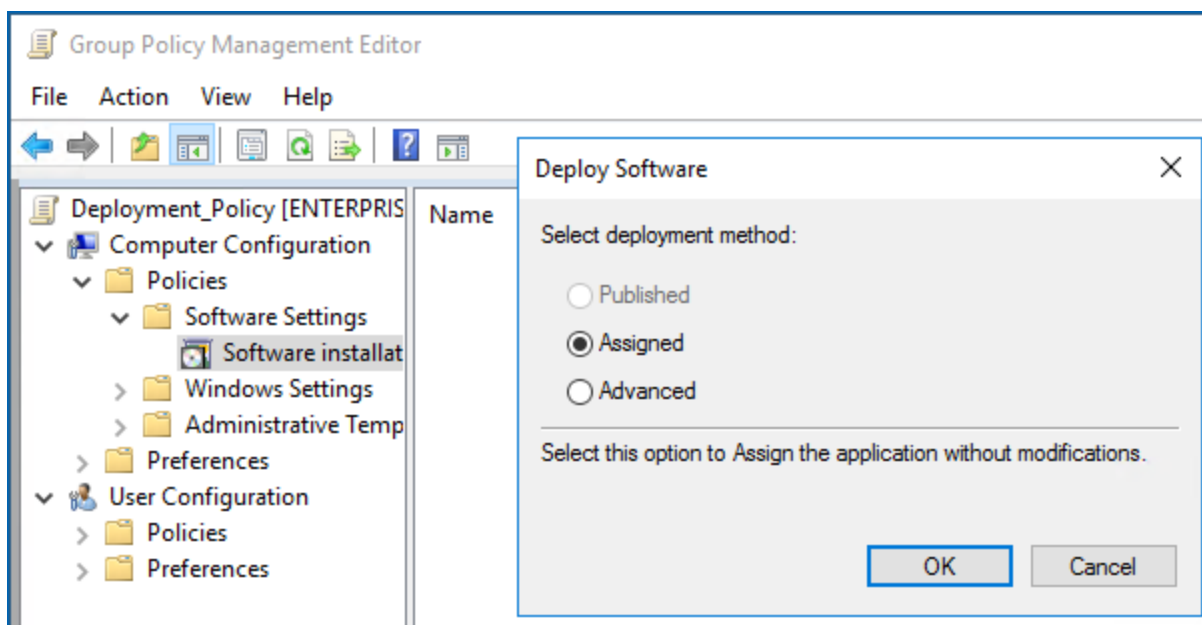 Group Policy Management Editor
File Action View Help
Deployment_Policy [ENTERPRIS
Computer Configuration
Policies
Software Settings
Software installat
Windows Settings
Administrative Temp
Preferences
User Configuration
Policies
Preferences
Name
Deploy Software
Select deployment method:
Published
Assigned
Advanced
Select this option to Assign the application without modifications.
OK Cancel